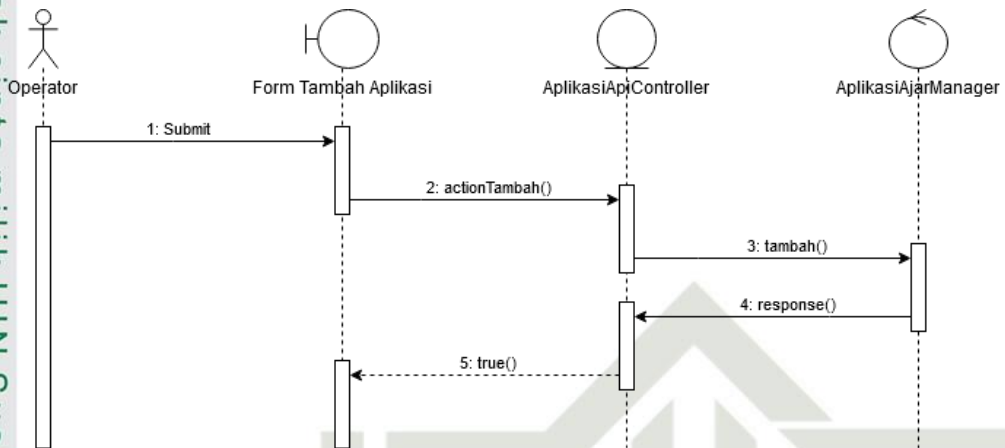 Operator
Form Tambah Aplikasi
AplikasiApiController
AplikasiAjarManager
1: Submit
2: actionTambah()
3: tambah()
4: response()
5: true()